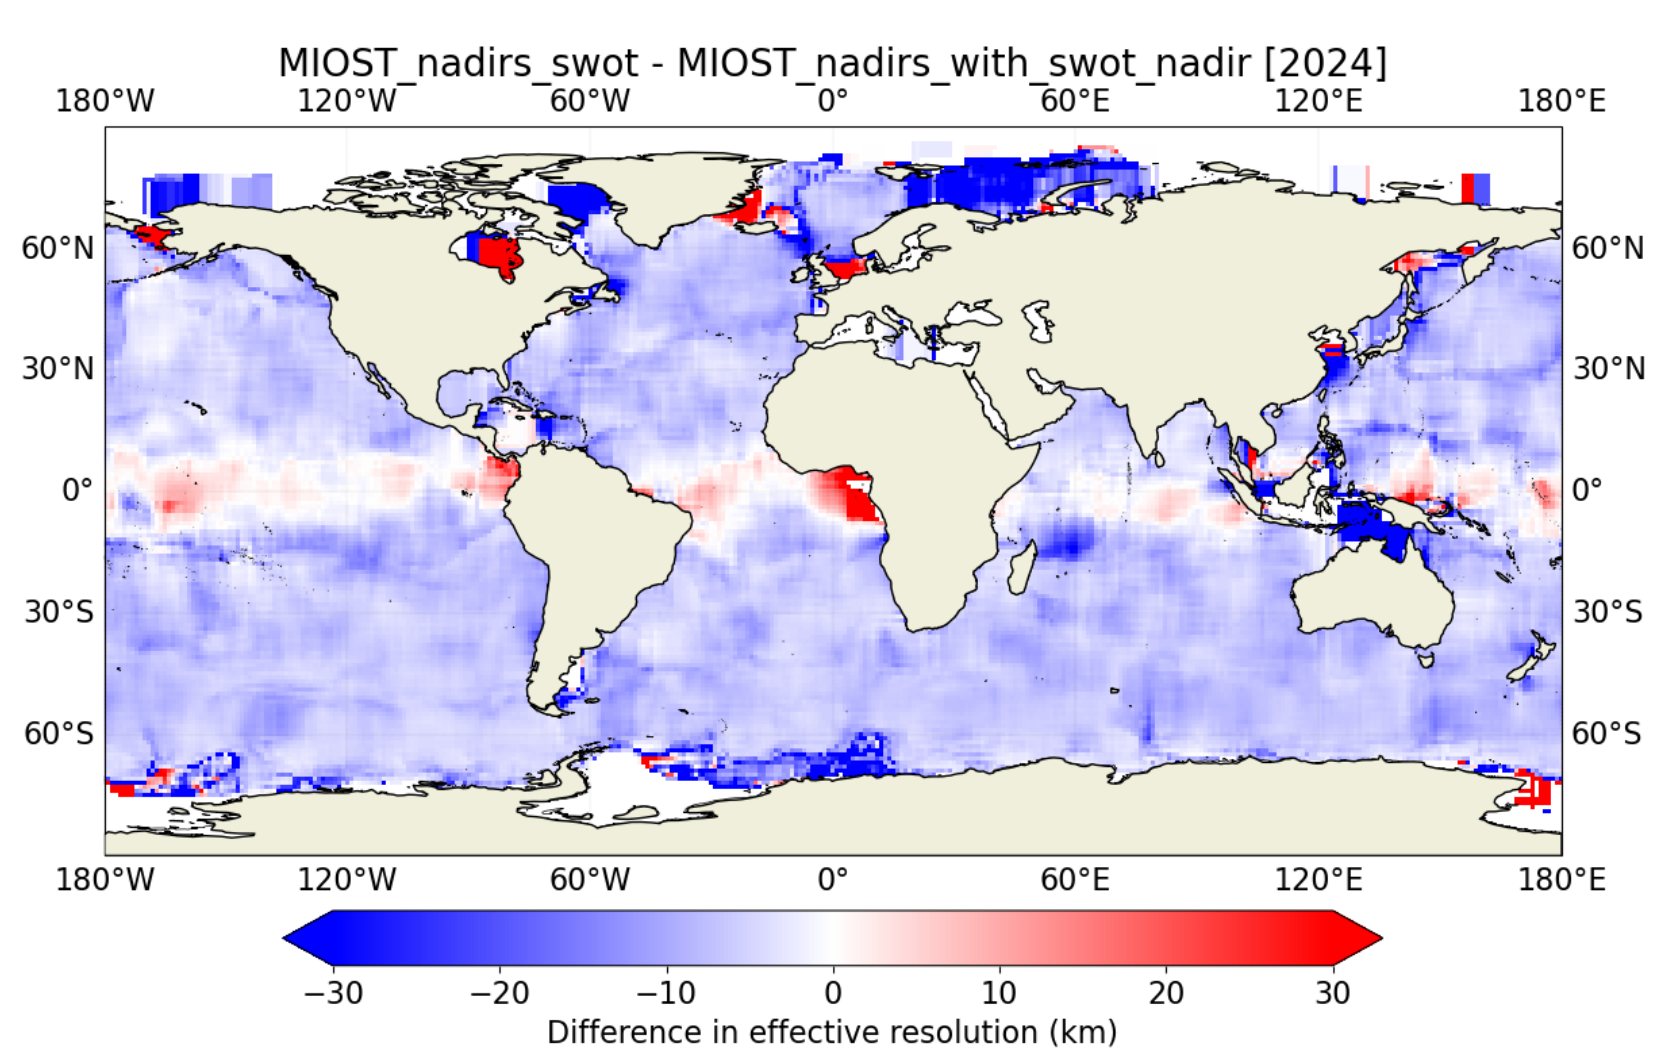 MIOST_nadirs_swot - MIOST_nadirs_with_swot_nadir [2024]
180°W 120°W 60°W 0° 60°E 120°E 180°E
60°N 60°N
30°N 30°N
0° 0°
30°S 30°S
60°S 60°S
180°W 120°W 60°W 0° 60°E 120°E 180°E
−30 −20 −10 0 10 20 30
Difference in effective resolution (km)